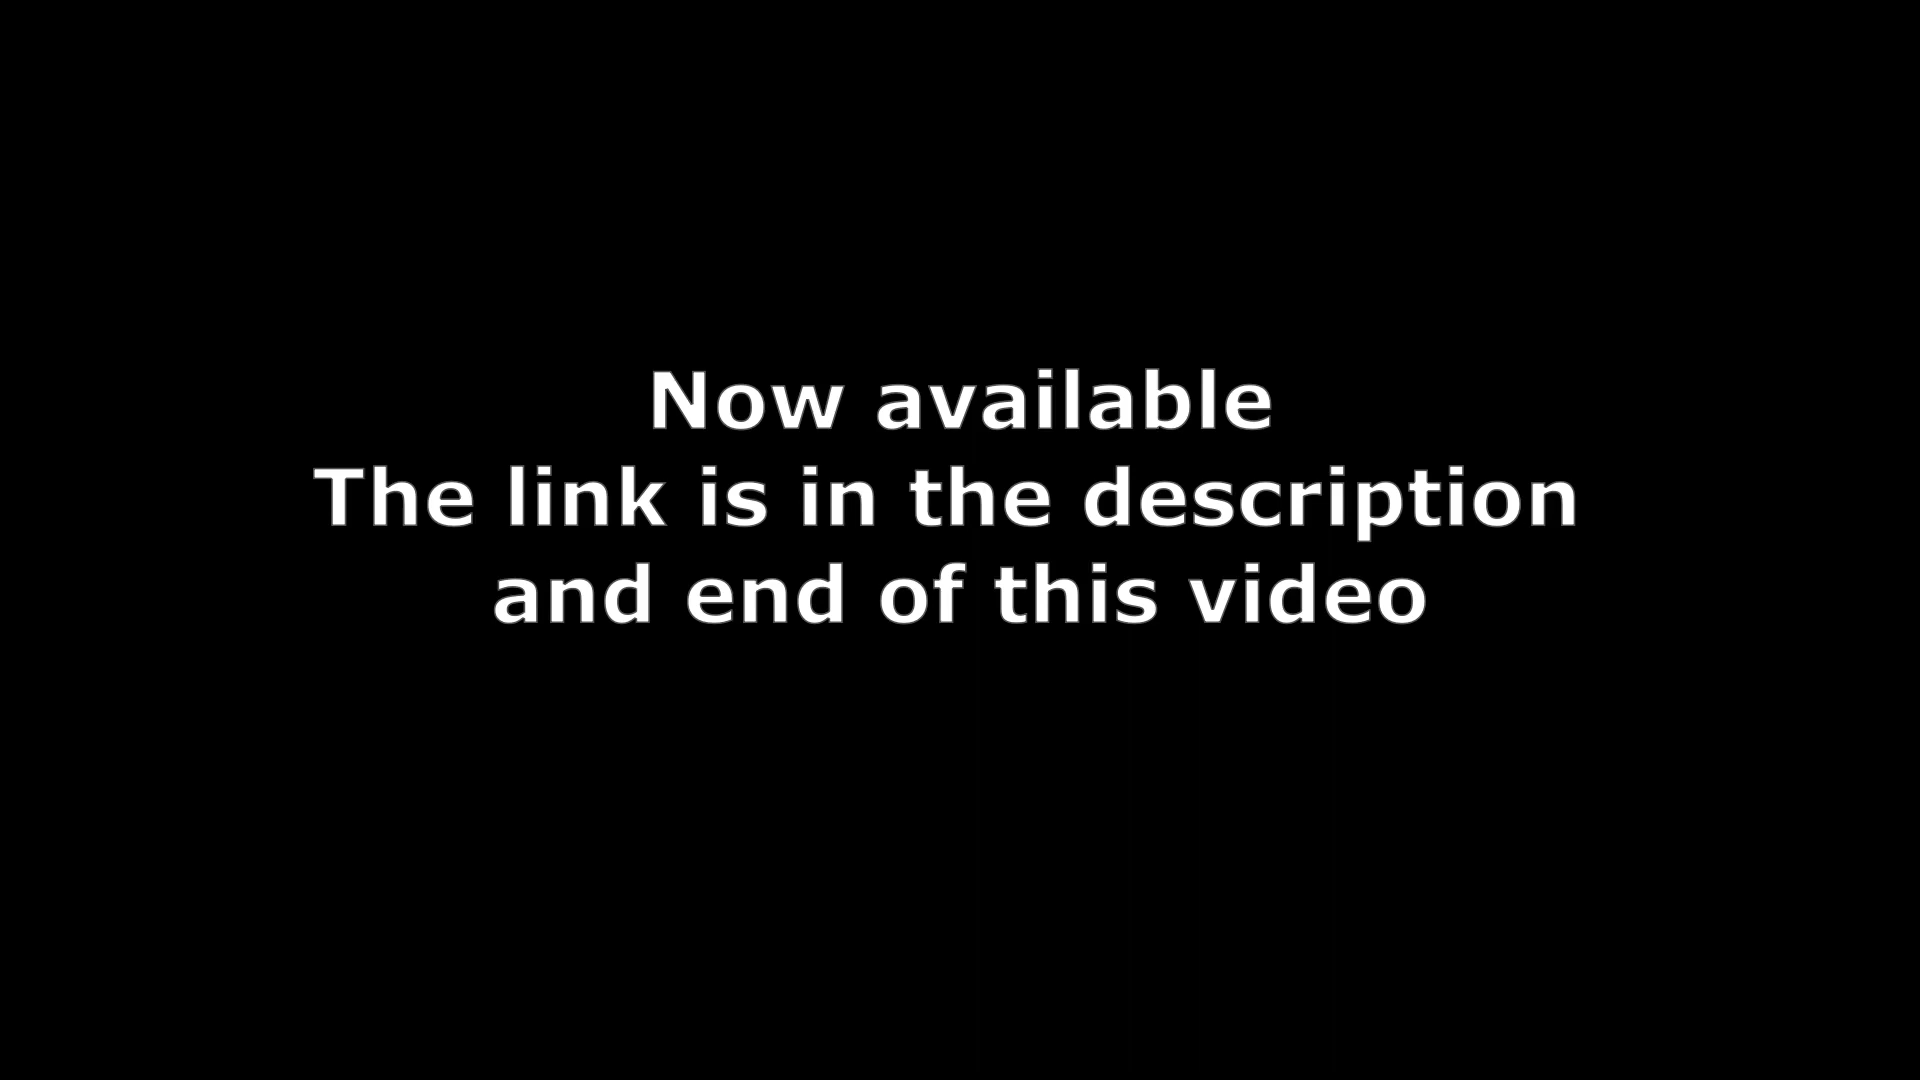 Now available
The link is in the description
and end of this video